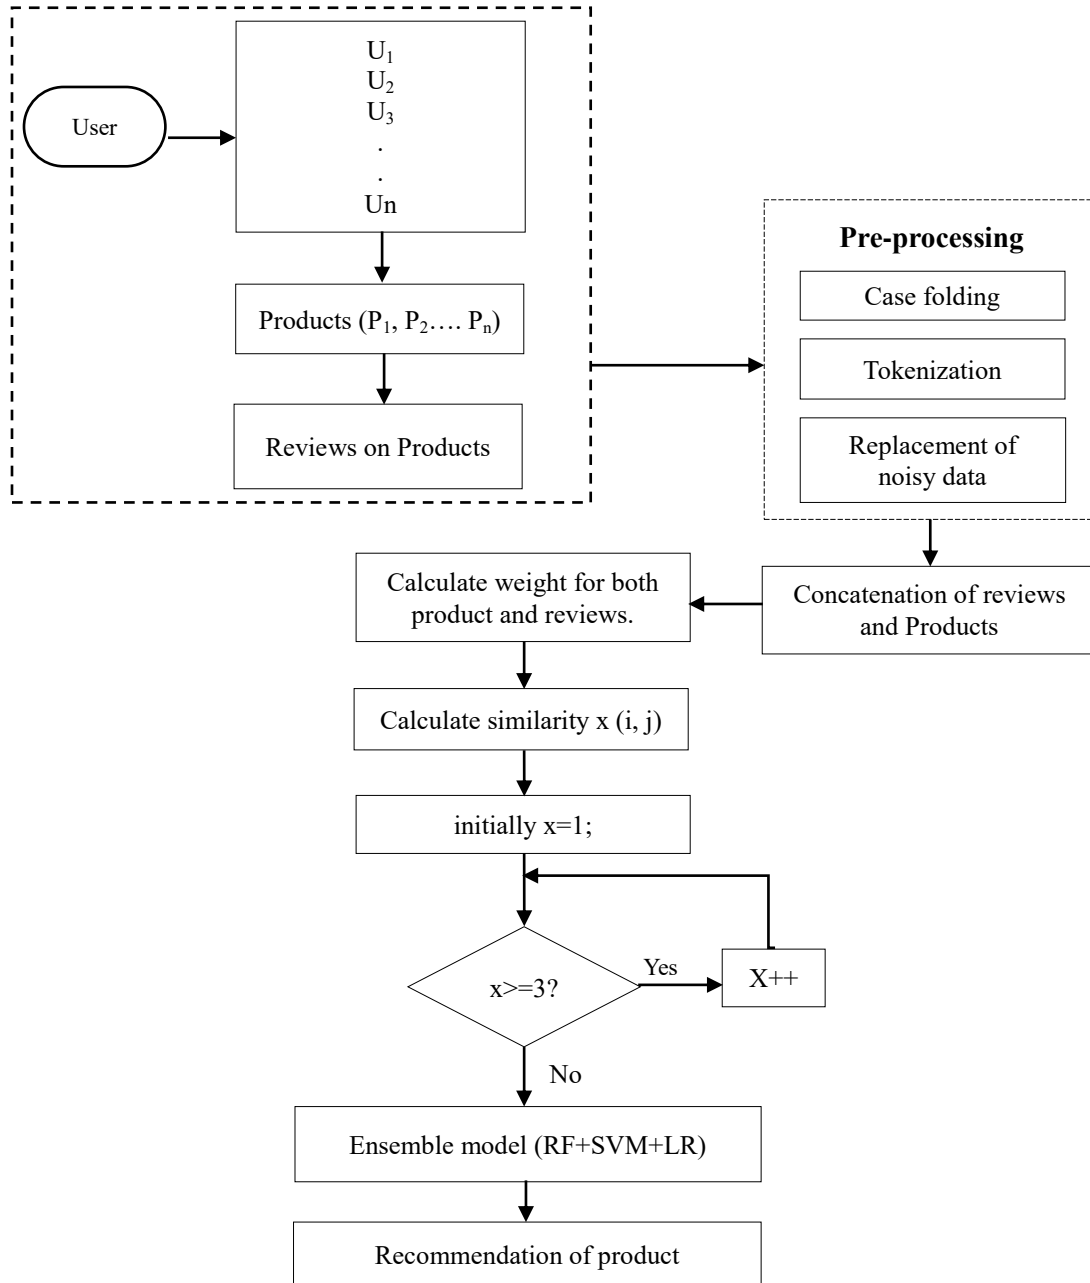 User
U₁
U₂
U₃
.
.
Un
Products (P₁, P₂…. Pₙ)
Reviews on Products
Pre-processing
Case folding
Tokenization
Replacement of
noisy data
Concatenation of reviews
and Products
Calculate weight for both
product and reviews.
Calculate similarity x (i, j)
initially x=1;
x>=3?
Yes
X++
No
Ensemble model (RF+SVM+LR)
Recommendation of product